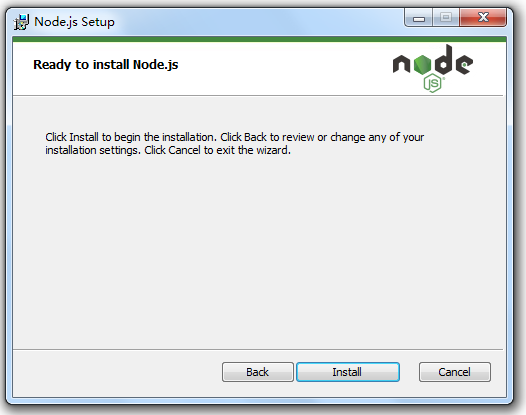 Node.js Setup
Ready to install Node.js
node
JS
Click Install to begin the installation. Click Back to review or change any of your
installation settings. Click Cancel to exit the wizard.
Back
Install
Cancel